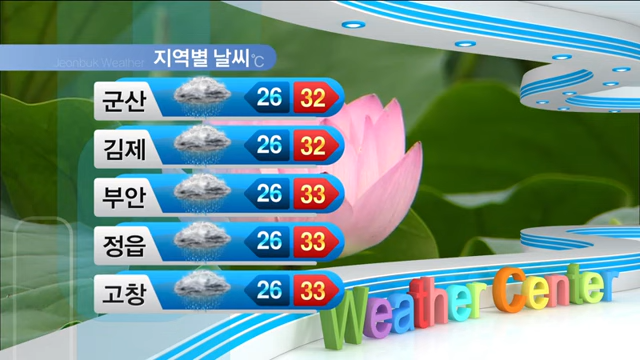 Jeonbuk Weather 지역별 날씨 ℃
군산 26 32
김제 26 32
부안 26 33
정읍 26 33
고창 26 33
Weather Center